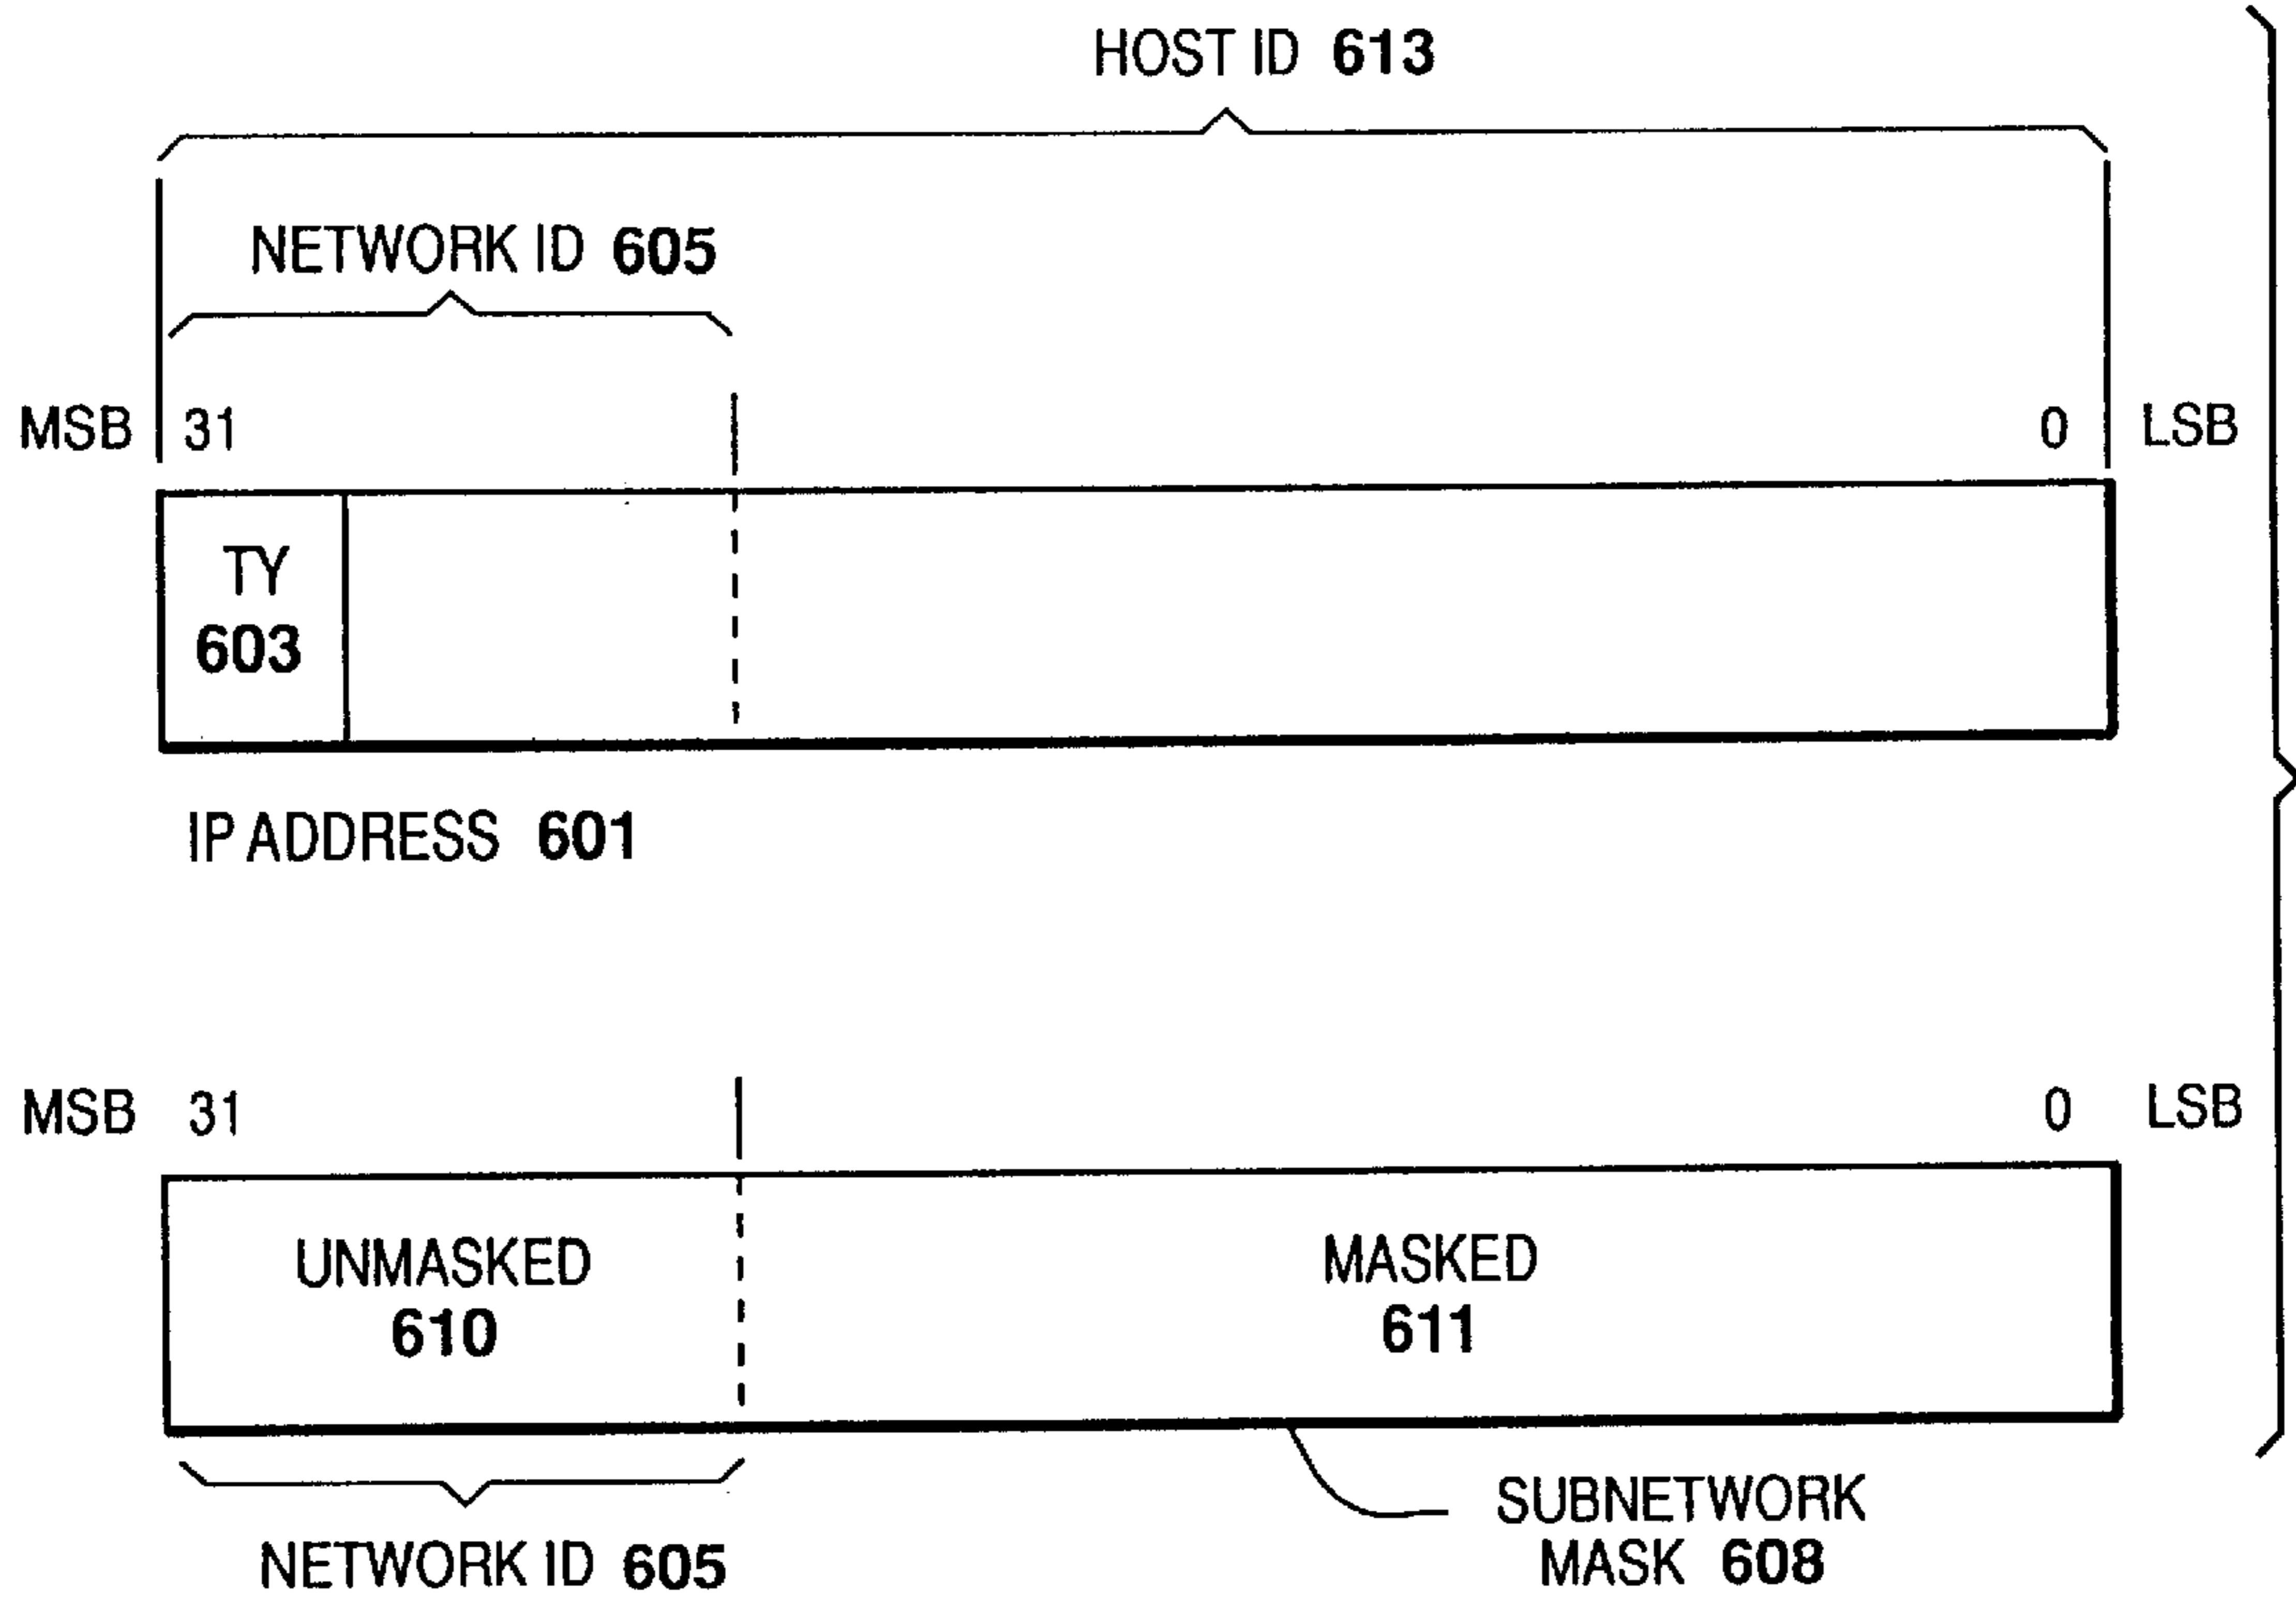 HOST ID 613
NETWORK ID 605
MSB 31 0 LSB
TY
603
IP ADDRESS 601
MSB 31 0 LSB
UNMASKED
610
MASKED
611
SUBNETWORK
MASK 608
NETWORK ID 605